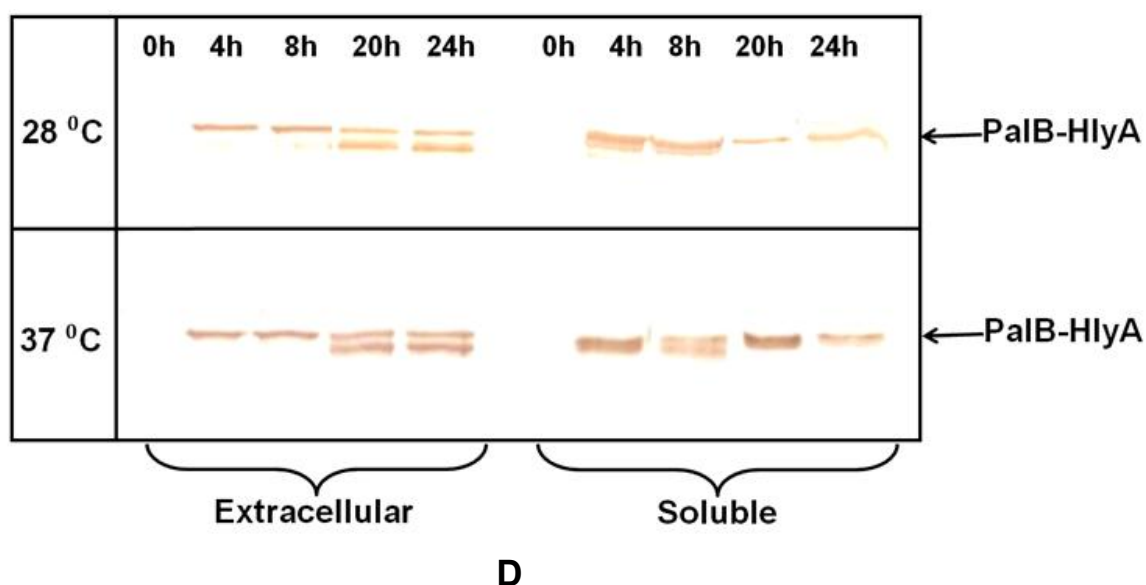 0h 4h 8h 20h 24h 0h 4h 8h 20h 24h
28 ⁰C
PalB-HlyA
37 ⁰C
PalB-HlyA
Extracellular
Soluble
D